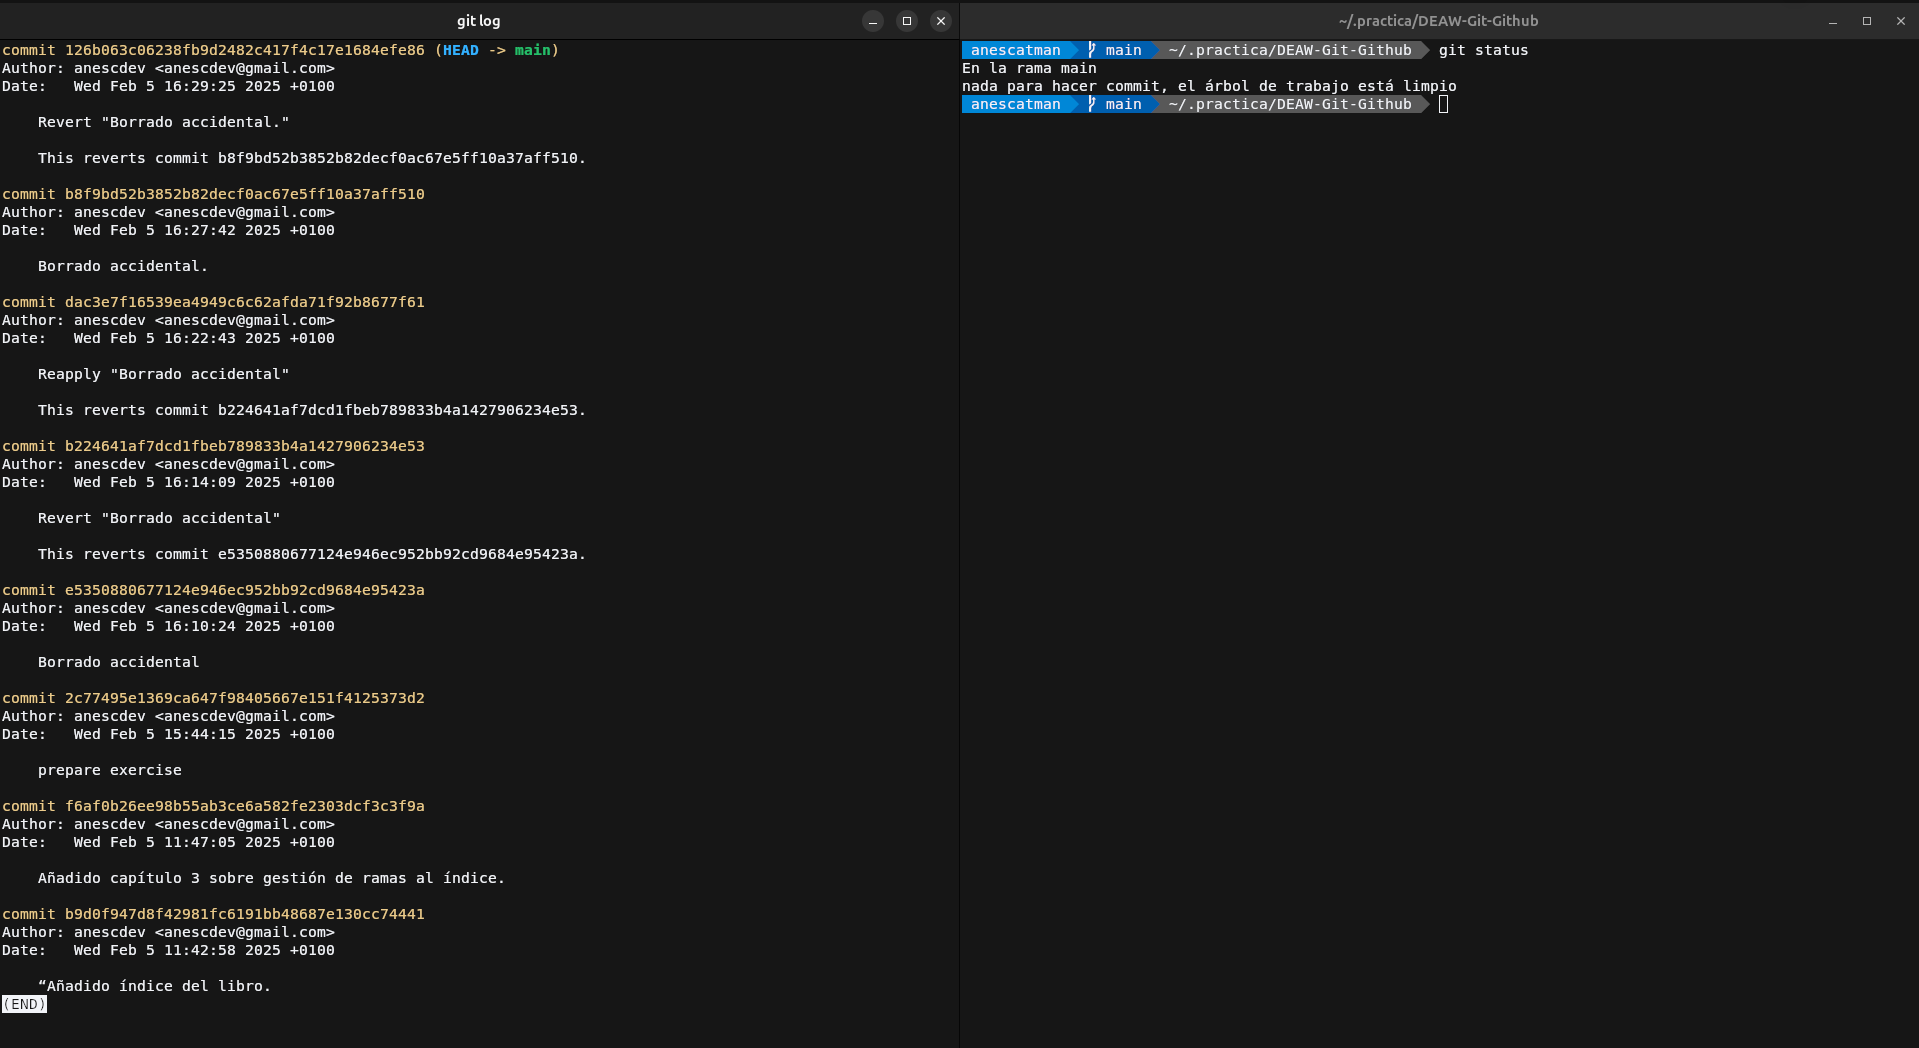 git log
commit 126b063c06238fb9d2482c417f4c17e1684efe86 (HEAD -> main)
Author: anescatman <anescatman@gmail.com>
Date:   Wed Feb 5 16:29:25 2025 +0100
Revert "Borrado accidental."
This reverts commit b8f9bd52b3852b82decf0ac67e5ff10a37aff510.
commit b8f9bd52b3852b82decf0ac67e5ff10a37aff510
Author: anescdev <anescdev@gmail.com>
Date:   Wed Feb 5 16:27:42 2025 +0100
Borrado accidental.
commit dac3e7f16539ea4949c6c62afda71f92b8677f61
Author: anescdev <anescdev@gmail.com>
Date:   Wed Feb 5 16:22:43 2025 +0100
Reapply "Borrado accidental"
This reverts commit b224641af7dcd1fbeb789833b4a1427906234e53.
commit b224641af7dcd1fbeb789833b4a1427906234e53
Author: anescdev <anescdev@gmail.com>
Date:   Wed Feb 5 16:14:09 2025 +0100
Revert "Borrado accidental"
This reverts commit e5350880677124e946ec952bb92cd9684e95423a.
commit e5350880677124e946ec952bb92cd9684e95423a
Author: anescdev <anescdev@gmail.com>
Date:   Wed Feb 5 16:10:24 2025 +0100
Borrado accidental
commit 2c77495e1369ca647f98405667e151f4125373d2
Author: anescdev <anescdev@gmail.com>
Date:   Wed Feb 5 15:44:15 2025 +0100
prepare exercise
commit f6af0b26ee98b55ab3ce6a582fe2303dcf3c3f9a
Author: anescdev <anescdev@gmail.com>
Date:   Wed Feb 5 11:47:05 2025 +0100
Añadido capítulo 3 sobre gestión de ramas al índice.
commit b9d0f947d8f42981fc6191bb48687e130cc74441
Author: anescdev <anescdev@gmail.com>
Date:   Wed Feb 5 11:42:58 2025 +0100
“Añadido índice del libro.
(END)
~/.practica/DEAW-Git-Github
anescatman main ~/.practica/DEAW-Git-Github git status
En la rama main
nada para hacer commit, el árbol de trabajo está limpio
anescatman main ~/.practica/DEAW-Git-Github